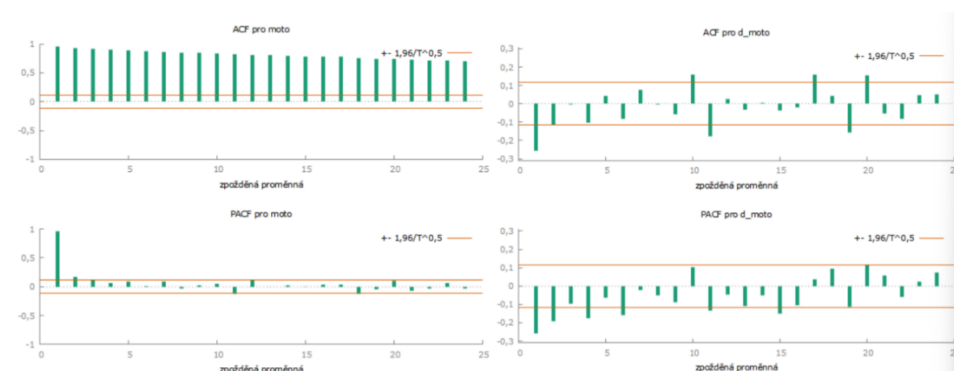 ACF pro moto
+- 1,96/T^0,5
1
0,5
0
-0,5
-1
0 5 10 15 20 25
zpožděná proměnná
ACF pro d_moto
+- 1,96/T^0,5
0,3
0,2
0,1
0
-0,1
-0,2
-0,3
0 5 10 15 20
zpožděná proměnná
PACF pro moto
+- 1,96/T^0,5
1
0,5
0
-0,5
-1
0 5 10 15 20 25
zpožděná proměnná
PACF pro d_moto
+- 1,96/T^0,5
0,3
0,2
0,1
0
-0,1
-0,2
-0,3
0 5 10 15 20
zpožděná proměnná